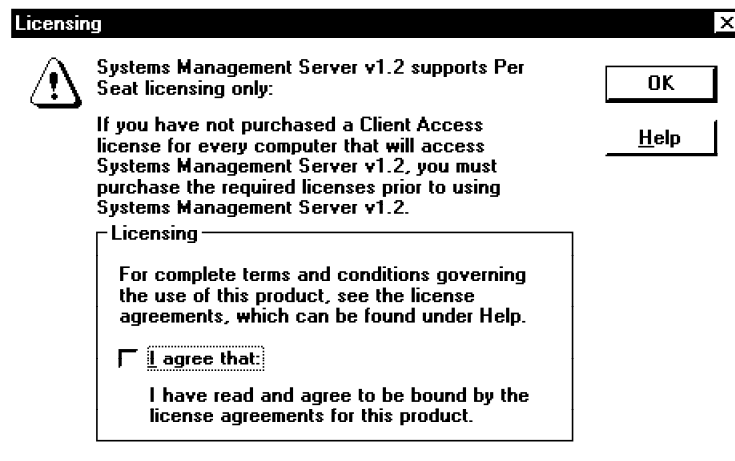 Licensing
Systems Management Server v1.2 supports Per
Seat licensing only:
OK
If you have not purchased a Client Access
license for every computer that will access
Systems Management Server v1.2, you must
purchase the required licenses prior to using
Systems Management Server v1.2.
Help
Licensing
For complete terms and conditions governing
the use of this product, see the license
agreements, which can be found under Help.
I agree that:
I have read and agree to be bound by the
license agreements for this product.